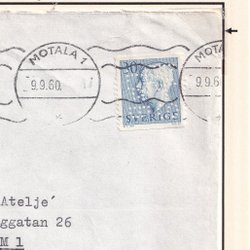 MOTALA 1
9.9.60.
MOTA
9.9.6
SVERIGE
Atelje´
ggatan 26
M 1